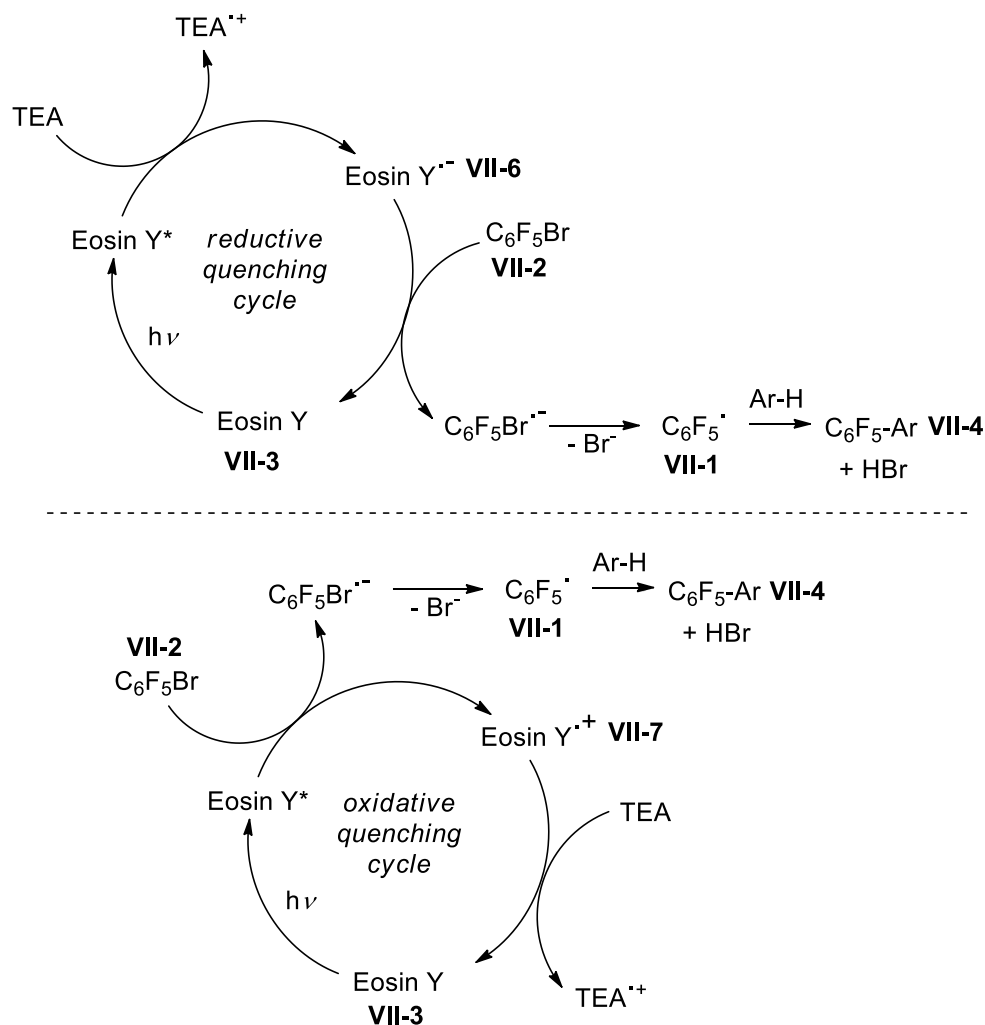 TEA·+
TEA
Eosin Y·- VII-6
Eosin Y*
reductive
quenching
cycle
C6F5Br
VII-2
hν
Eosin Y
VII-3
C6F5Br·-
- Br-
C6F5·
VII-1
Ar-H
C6F5-Ar VII-4
+ HBr
C6F5Br·-
- Br-
C6F5·
VII-1
Ar-H
C6F5-Ar VII-4
+ HBr
VII-2
C6F5Br
Eosin Y·+ VII-7
Eosin Y*
oxidative
quenching
cycle
TEA
hν
Eosin Y
VII-3
TEA·+